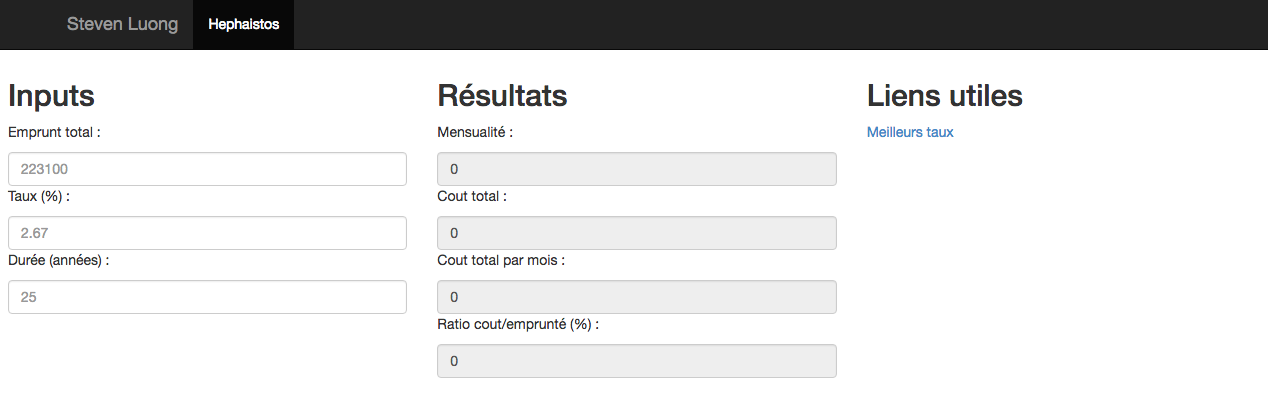 Steven Luong Hephaistos
Inputs
Emprunt total :
223100
Taux (%) :
2.67
Durée (années) :
25
Résultats
Mensualité :
0
Cout total :
0
Cout total par mois :
0
Ratio cout/emprunté (%) :
0
Liens utiles
Meilleurs taux